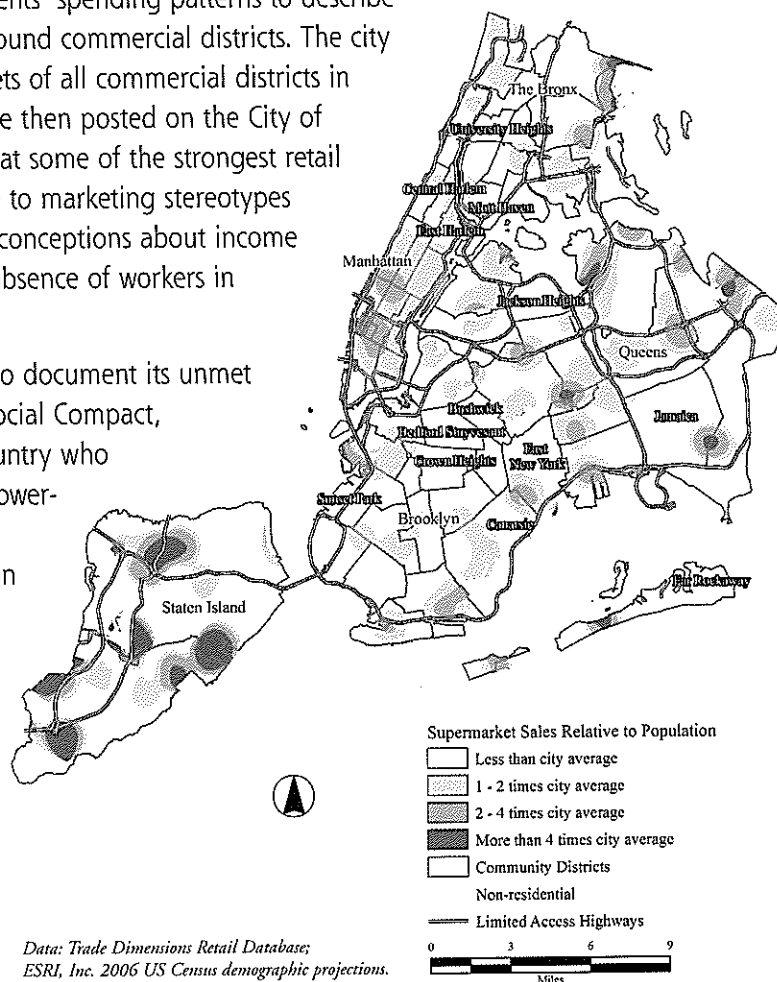 ents' spending patterns to describe
ound commercial districts. The city
ets of all commercial districts in
e then posted on the City of
at some of the strongest retail
to marketing stereotypes
conceptions about income
bsence of workers in
o document its unmet
ocial Compact,
untry who
ower-
n
The Bronx
University Heights
Central Harlem
Mott Haven
East Harlem
Manhattan
Jackson Heights
Queens
Bushwick
Jamaica
Bedford Stuyvesant
East
New York
Crown Heights
Sunset Park
Brooklyn
Canarsie
Far Rockaway
Staten Island
Supermarket Sales Relative to Population
Less than city average
1 - 2 times city average
2 - 4 times city average
More than 4 times city average
Community Districts
Non-residential
Limited Access Highways
0 3 6 9
Miles
Data: Trade Dimensions Retail Database;
ESRI, Inc. 2006 US Census demographic projections.